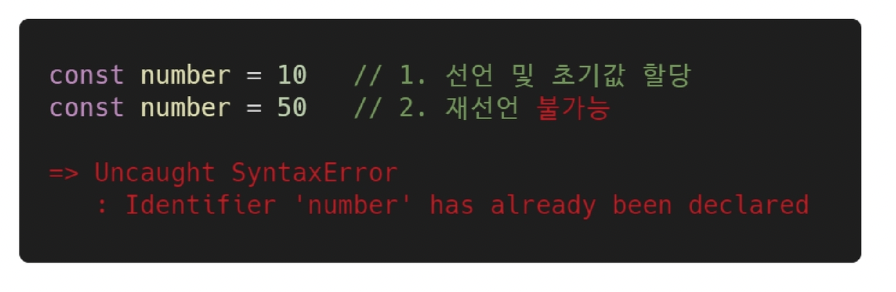 const number = 10   // 1. 선언 및 초기값 할당
const number = 50   // 2. 재선언 불가능
=> Uncaught SyntaxError
   : Identifier 'number' has already been declared